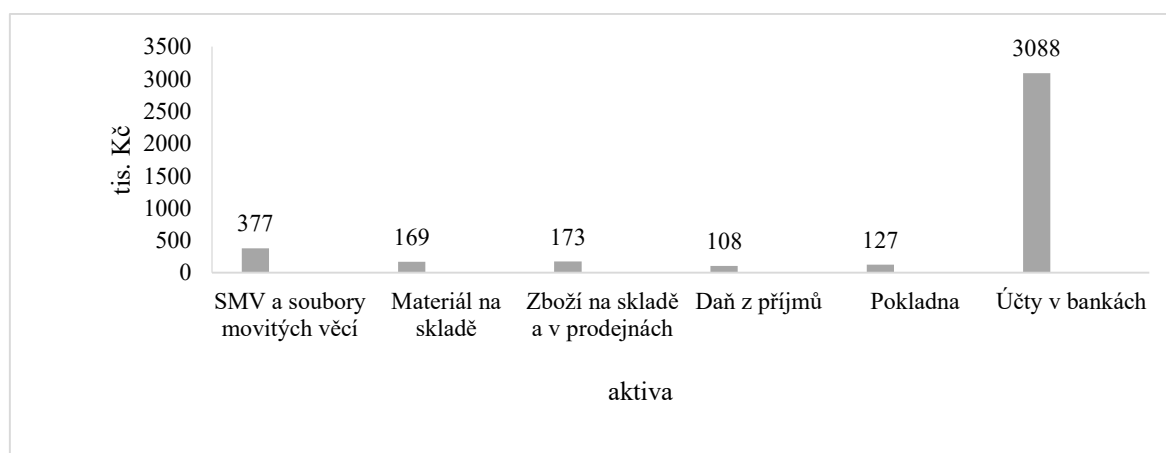 3500
3000
2500
2000
1500
1000
500
0
tis. Kč
377
169
173
108
127
3088
SMV a soubory
movitých věcí
Materiál na
skladě
Zboží na skladě
a v prodejnách
Daň z příjmů
Pokladna
Účty v bankách
aktiva